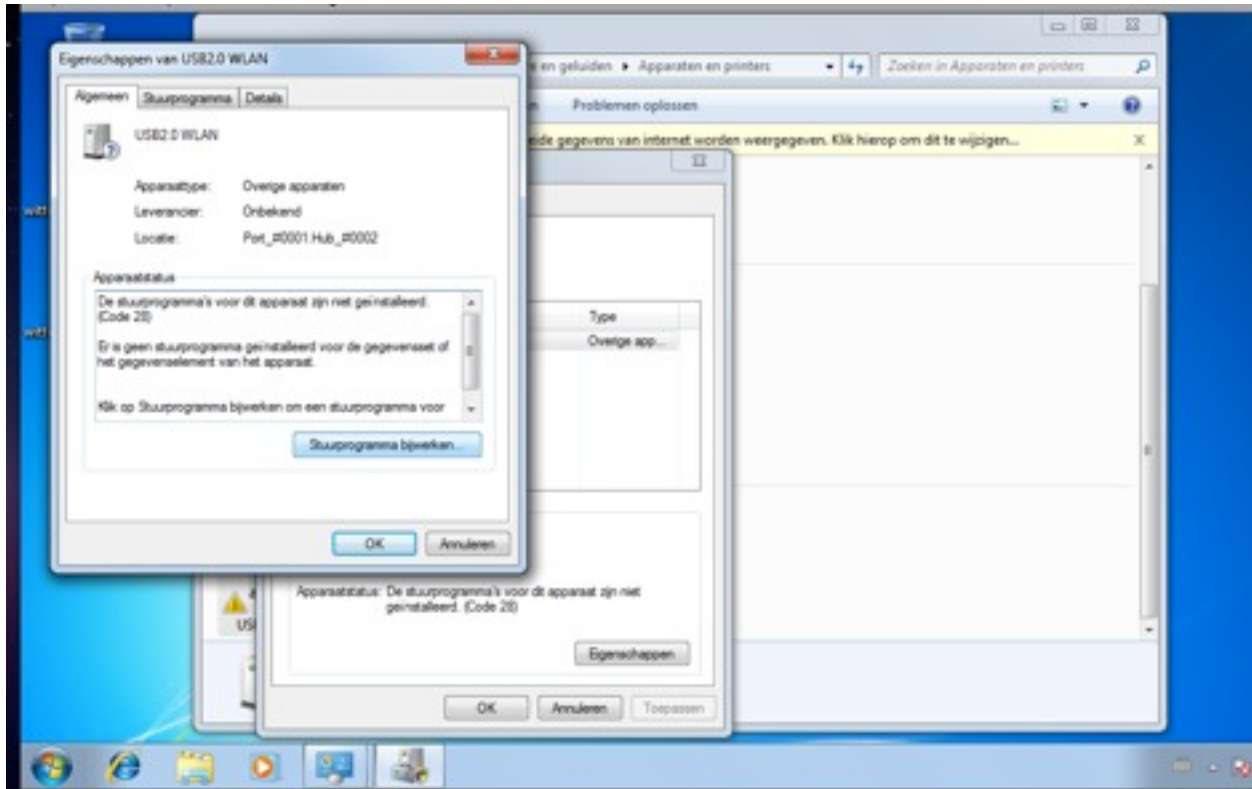 Eigenschappen van USB2.0 WLAN
Algemeen Stuurprogramma Details
USB2.0 WLAN
Apparaattype: Overige apparaten
Leverancier: Onbekend
Locatie: Port_#0001.Hub_#0002
Apparaatstatus
De stuurprogramma's voor dit apparaat zijn niet geïnstalleerd.
(Code 28)
Er is geen stuurprogramma geïnstalleerd voor de gegevensset of
het gegevenselement van het apparaat.
Klik op Stuurprogramma bijwerken om een stuurprogramma voor
Stuurprogramma bijwerken...
OK Annuleren
en geluiden ▸ Apparaten en printers
Zoeken in Apparaten en printers
Problemen oplossen
gegevens van internet worden weergegeven. Klik hierop om dit te wijzigen...
Type
Overige app...
Apparaatstatus: De stuurprogramma's voor dit apparaat zijn niet
geïnstalleerd. (Code 28)
Eigenschappen
OK Annuleren Toepassen